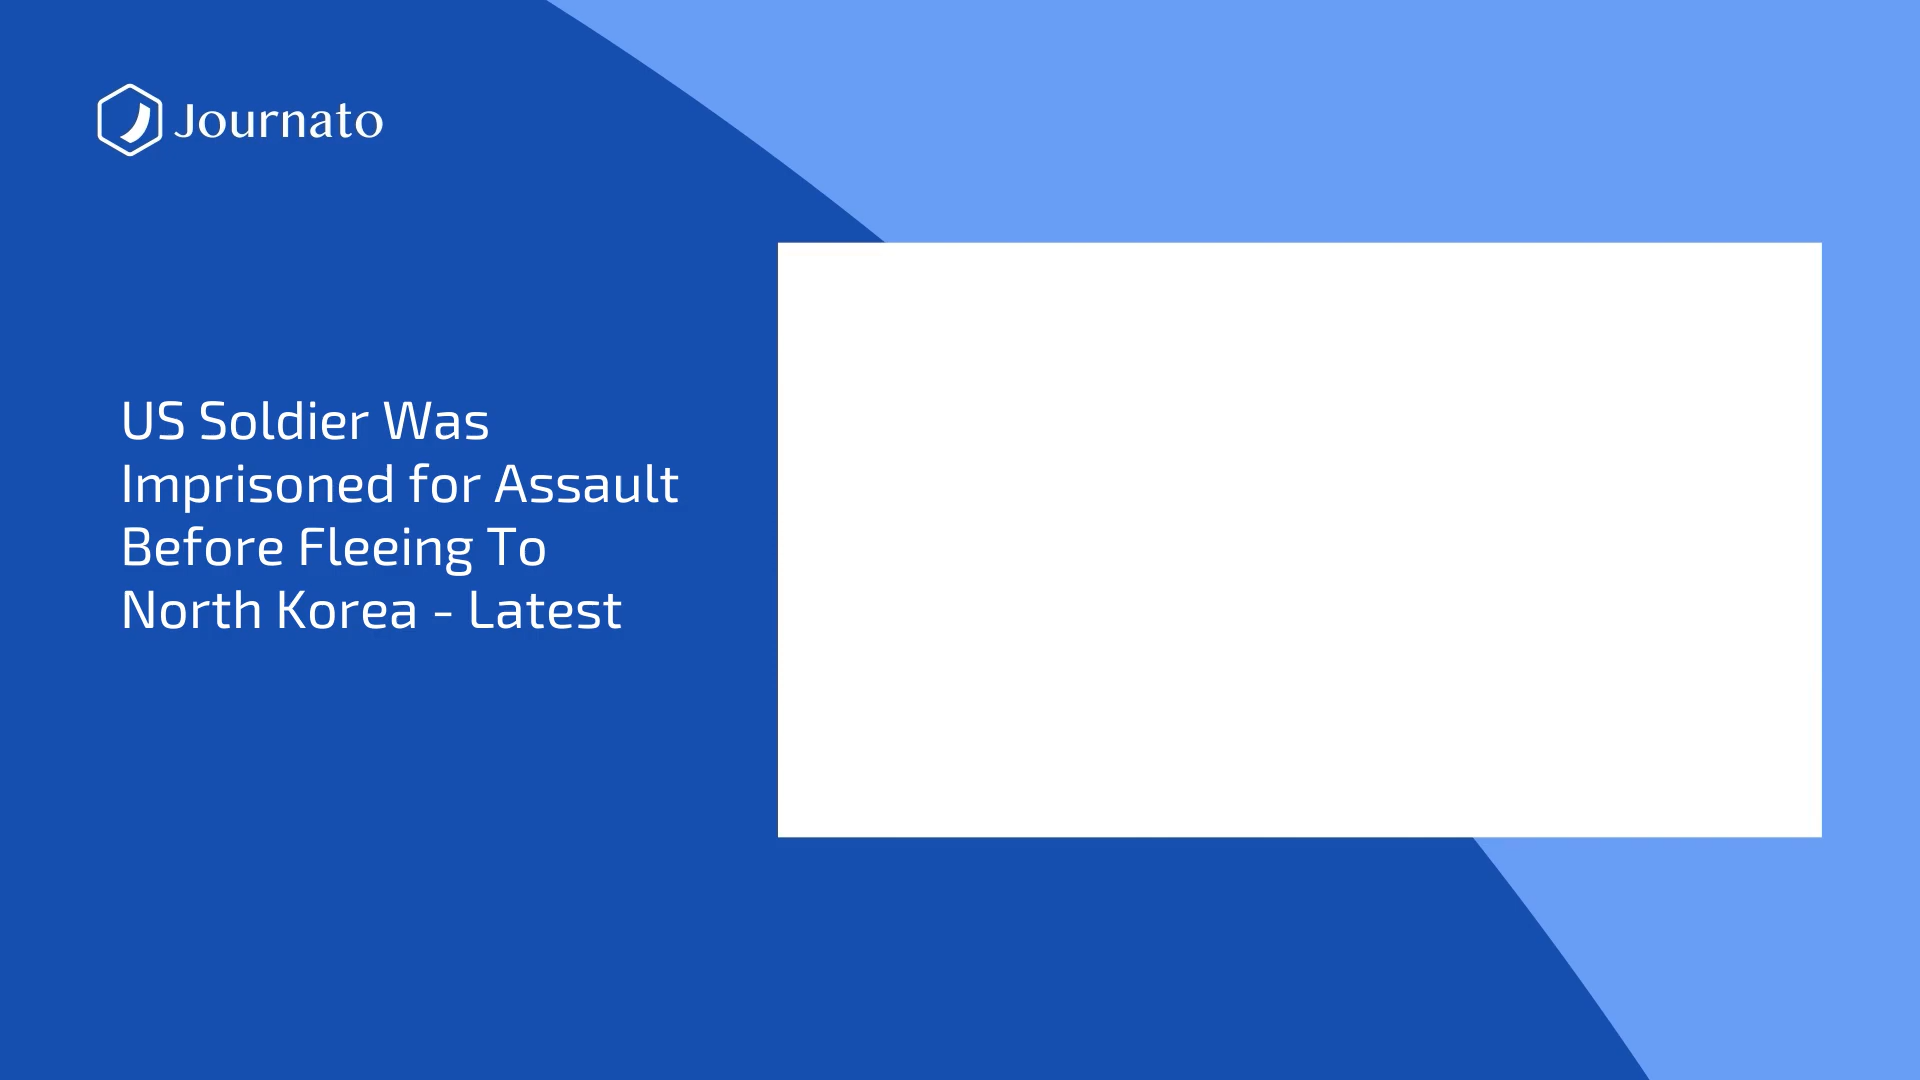 Journato
US Soldier Was
Imprisoned for Assault
Before Fleeing To
North Korea - Latest